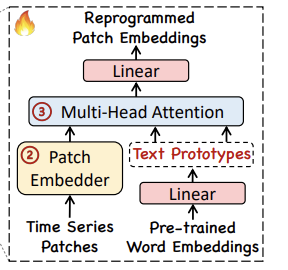 Reprogrammed
Patch Embeddings
Linear
③ Multi-Head Attention
② Patch
Embedder
Text Prototypes
Linear
Time Series
Patches
Pre-trained
Word Embeddings